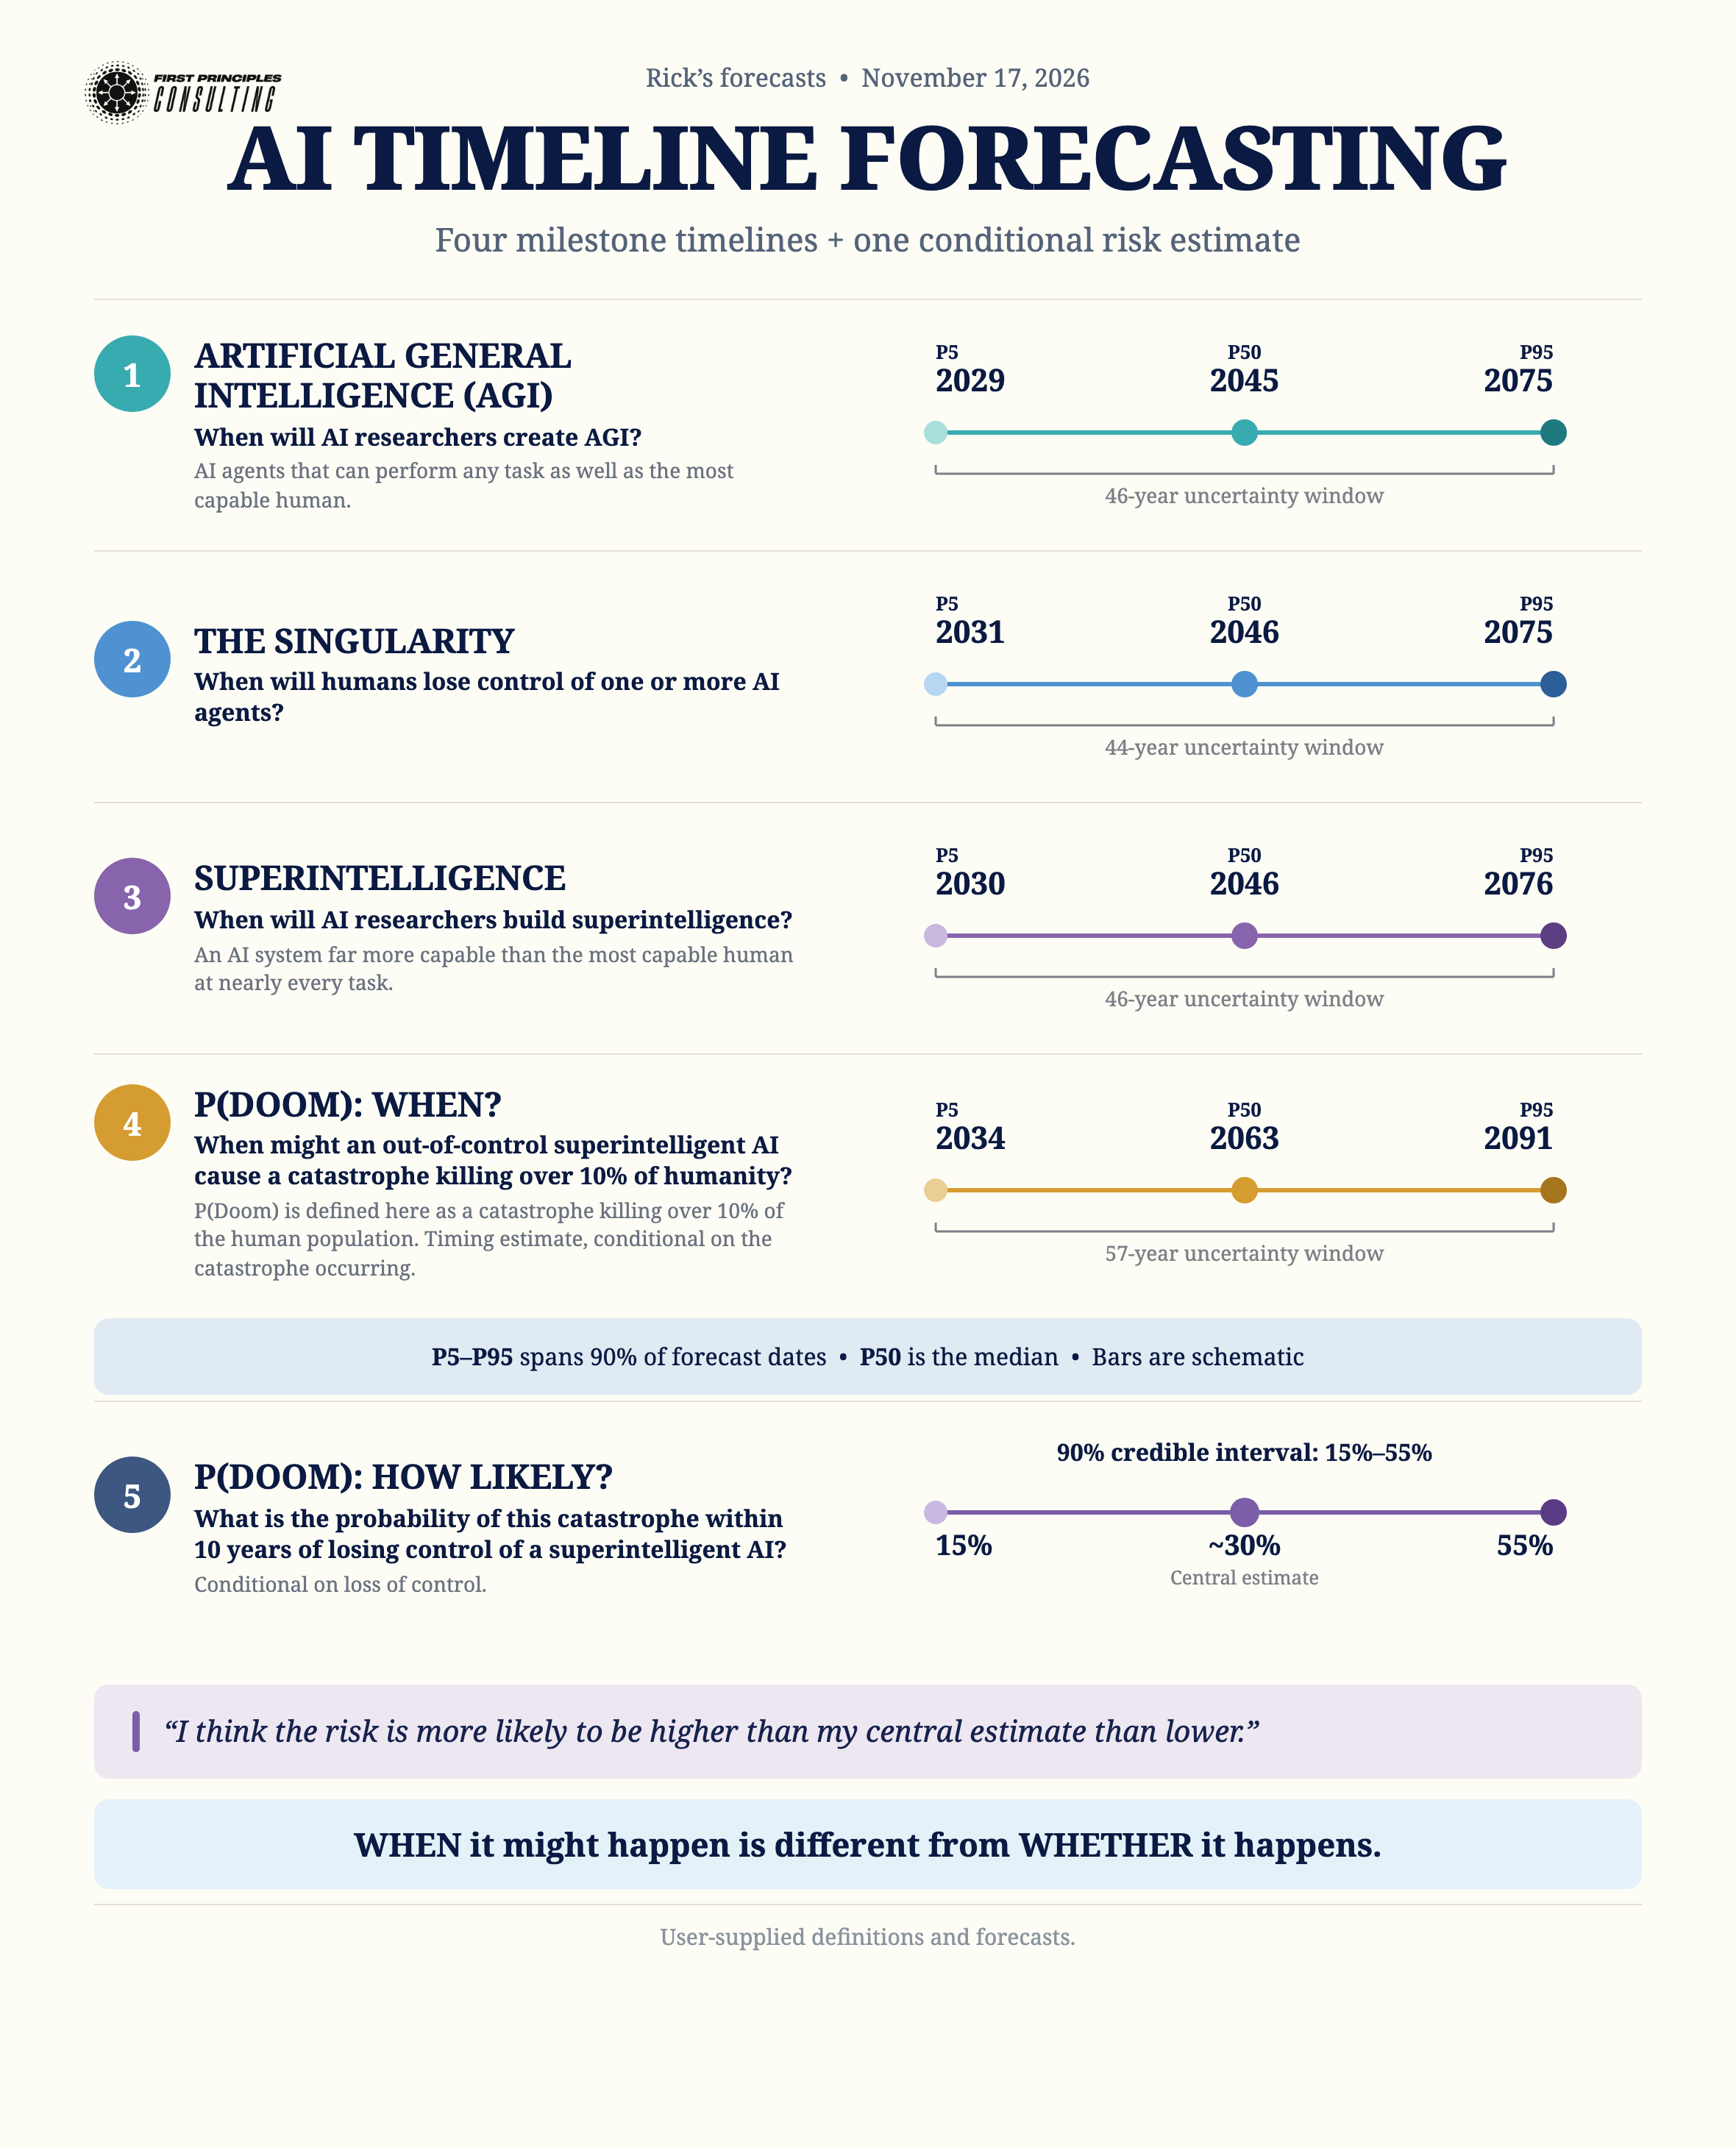 FIRST PRINCIPLES
CONSULTING
Rick’s forecasts • November 17, 2026
AI TIMELINE FORECASTING
Four milestone timelines + one conditional risk estimate
1
ARTIFICIAL GENERAL
INTELLIGENCE (AGI)
When will AI researchers create AGI?
AI agents that can perform any task as well as the most
capable human.
P5 P50 P95
2029 2045 2075
46-year uncertainty window
2
THE SINGULARITY
When will humans lose control of one or more AI
agents?
P5 P50 P95
2031 2046 2075
44-year uncertainty window
3
SUPERINTELLIGENCE
When will AI researchers build superintelligence?
An AI system far more capable than the most capable human
at nearly every task.
P5 P50 P95
2030 2046 2076
46-year uncertainty window
4
P(DOOM): WHEN?
When might an out-of-control superintelligent AI
cause a catastrophe killing over 10% of humanity?
P(Doom) is defined here as a catastrophe killing over 10% of
the human population. Timing estimate, conditional on the
catastrophe occurring.
P5 P50 P95
2034 2063 2091
57-year uncertainty window
P5–P95 spans 90% of forecast dates • P50 is the median • Bars are schematic
5
P(DOOM): HOW LIKELY?
What is the probability of this catastrophe within
10 years of losing control of a superintelligent AI?
Conditional on loss of control.
90% credible interval: 15%–55%
15% ~30% 55%
Central estimate
“I think the risk is more likely to be higher than my central estimate than lower.”
WHEN it might happen is different from WHETHER it happens.
User-supplied definitions and forecasts.